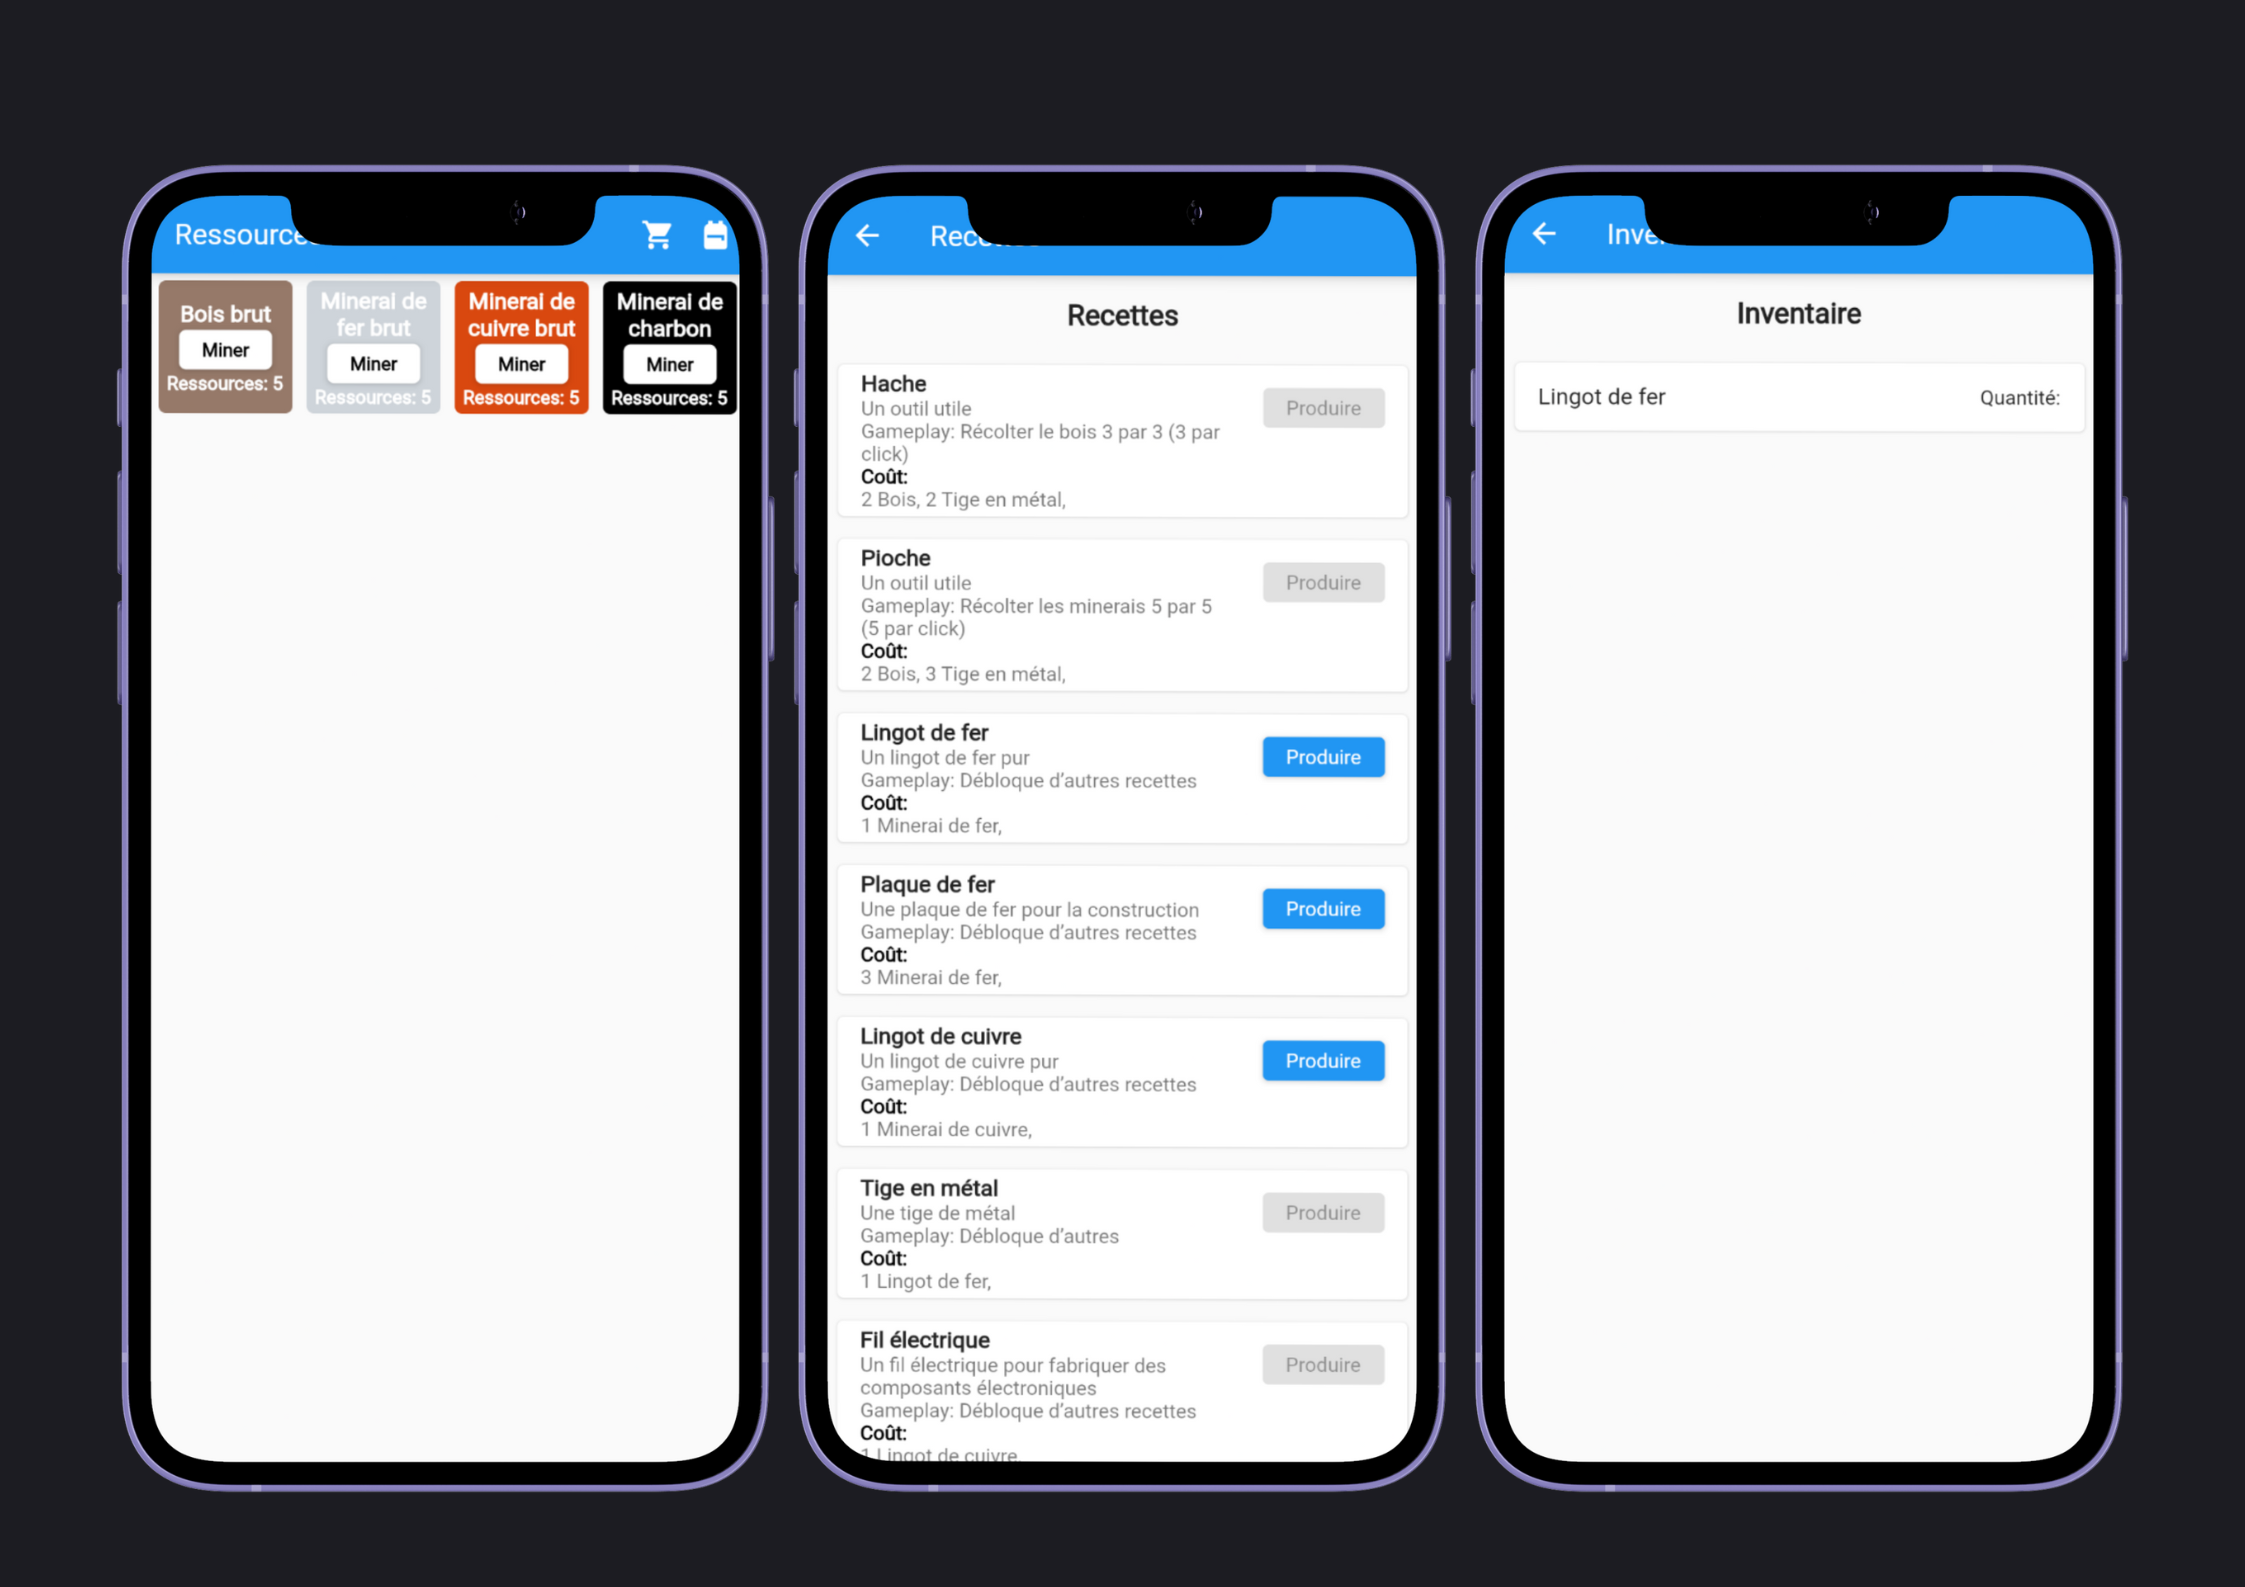 Ressource
Bois brut
Miner
Ressources: 5
Minerai de
fer brut
Miner
Ressources: 5
Minerai de
cuivre brut
Miner
Ressources: 5
Minerai de
charbon
Miner
Ressources: 5
Recettes
Hache
Un outil utile
Gameplay: Récolter le bois 3 par 3 (3 par
click)
Coût:
2 Bois, 2 Tige en métal,
Produire
Pioche
Un outil utile
Gameplay: Récolter les minerais 5 par 5
(5 par click)
Coût:
2 Bois, 3 Tige en métal,
Produire
Lingot de fer
Un lingot de fer pur
Gameplay: Débloque d’autres recettes
Coût:
1 Minerai de fer,
Produire
Plaque de fer
Une plaque de fer pour la construction
Gameplay: Débloque d’autres recettes
Coût:
3 Minerai de fer,
Produire
Lingot de cuivre
Un lingot de cuivre pur
Gameplay: Débloque d’autres recettes
Coût:
1 Minerai de cuivre,
Produire
Tige en métal
Une tige de métal
Gameplay: Débloque d’autres
Coût:
1 Lingot de fer,
Produire
Fil électrique
Un fil électrique pour fabriquer des
composants électroniques
Gameplay: Débloque d’autres recettes
Coût:
1 Lingot de cuivre,
Produire
Inventaire
Lingot de fer
Quantité: